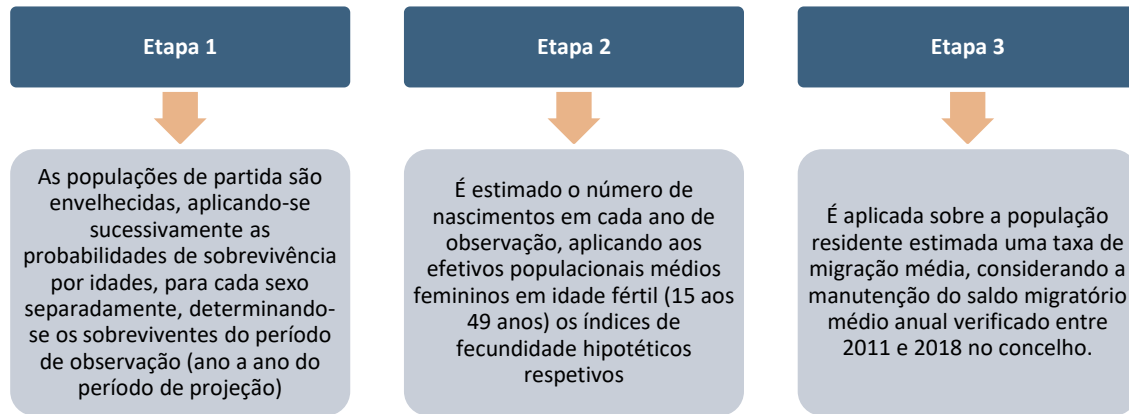 Etapa 1
As populações de partida são
envelhecidas, aplicando-se
sucessivamente as
probabilidades de sobrevivência
por idades, para cada sexo
separadamente, determinando-
se os sobreviventes do período
de observação (ano a ano do
período de projeção)
Etapa 2
É estimado o número de
nascimentos em cada ano de
observação, aplicando aos
efetivos populacionais médios
femininos em idade fértil (15 aos
49 anos) os índices de
fecundidade hipotéticos
respetivos
Etapa 3
É aplicada sobre a população
residente estimada uma taxa de
migração média, considerando a
manutenção do saldo migratório
médio anual verificado entre
2011 e 2018 no concelho.